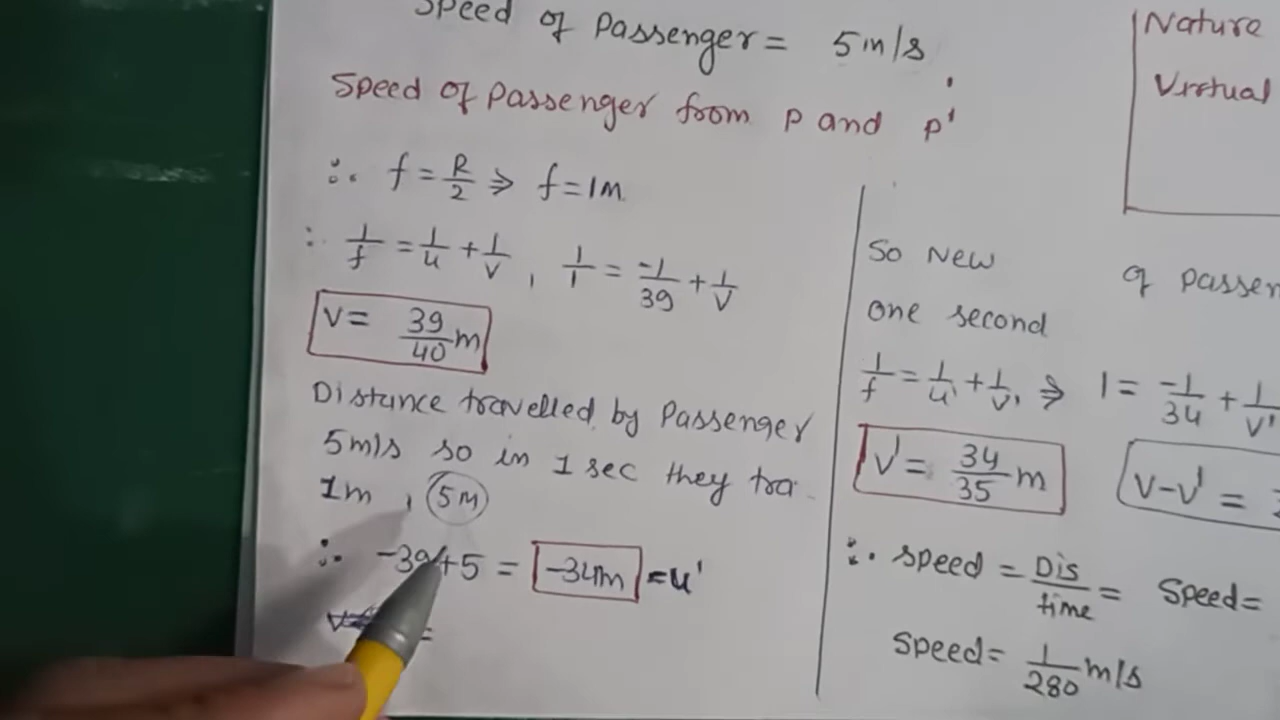 Speed of Passenger = 5m/s
Speed of Passenger from P and P'
∴ f = R/2 ⇒ f = 1m
∴ 1/f = 1/u + 1/v , 1/1 = -1/39 + 1/v
v = 39/40 m
Distance travelled by Passenger
5m/s so in 1 sec they tra
1m , 5m
∴ -39+5 = -34m = u'
=
Nature
Virtual
So New of passen
one second
1/f = 1/u' + 1/v' ⇒ 1 = -1/34 + 1/v'
v' = 34/35 m
v-v' =
∴ speed = Dis/time = Speed=
speed = 1/280 m/s